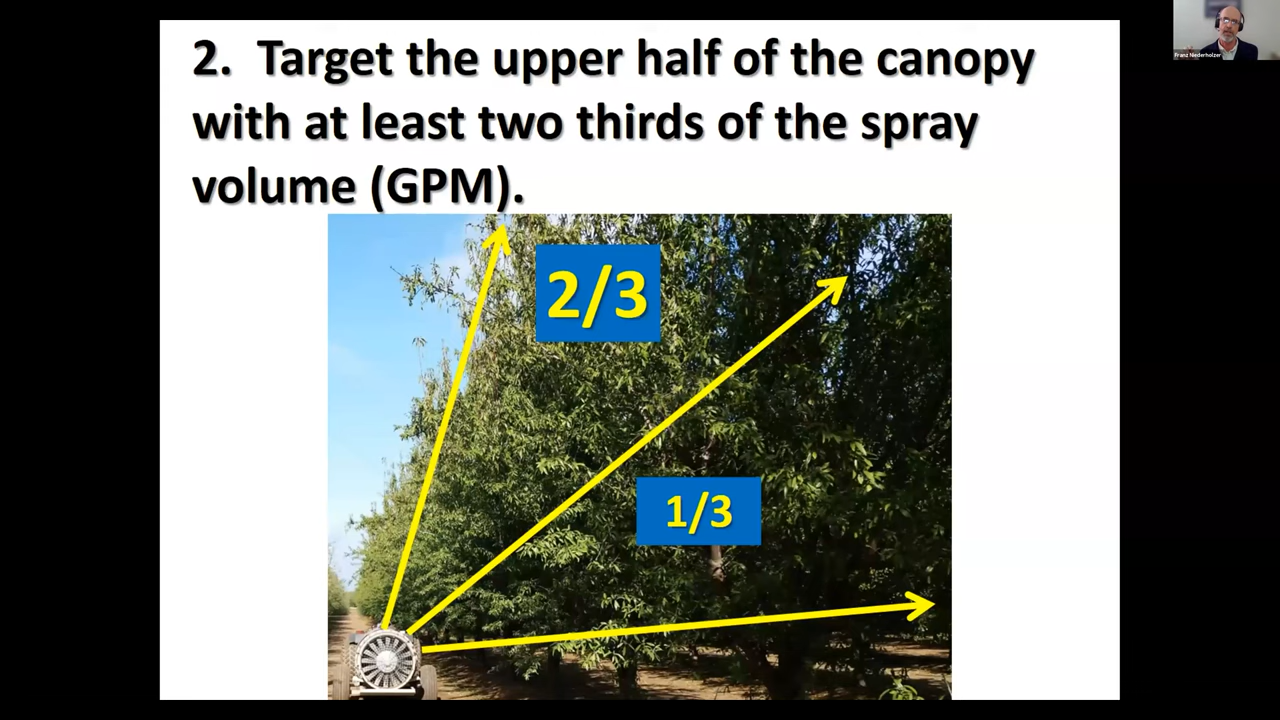 2. Target the upper half of the canopy
with at least two thirds of the spray
volume (GPM).
2/3
1/3
Franz Niederholzer